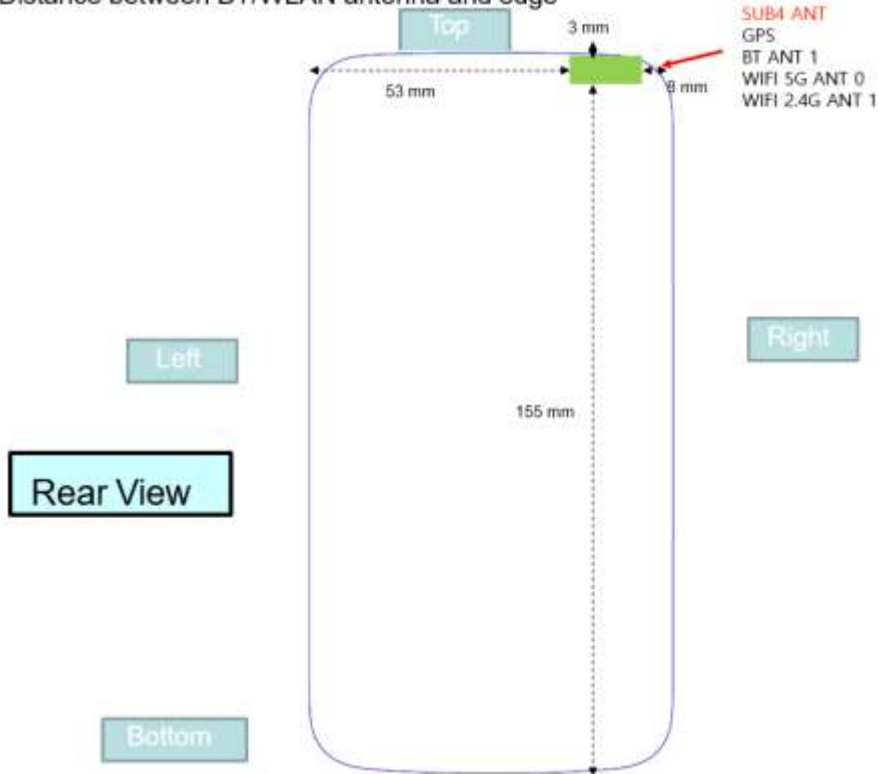 Distance between BT/WLAN antenna and edge
Top
3 mm
SUB4 ANT
GPS
BT ANT 1
WIFI 5G ANT 0
WIFI 2.4G ANT 1
53 mm
8 mm
Left
Right
155 mm
Rear View
Bottom